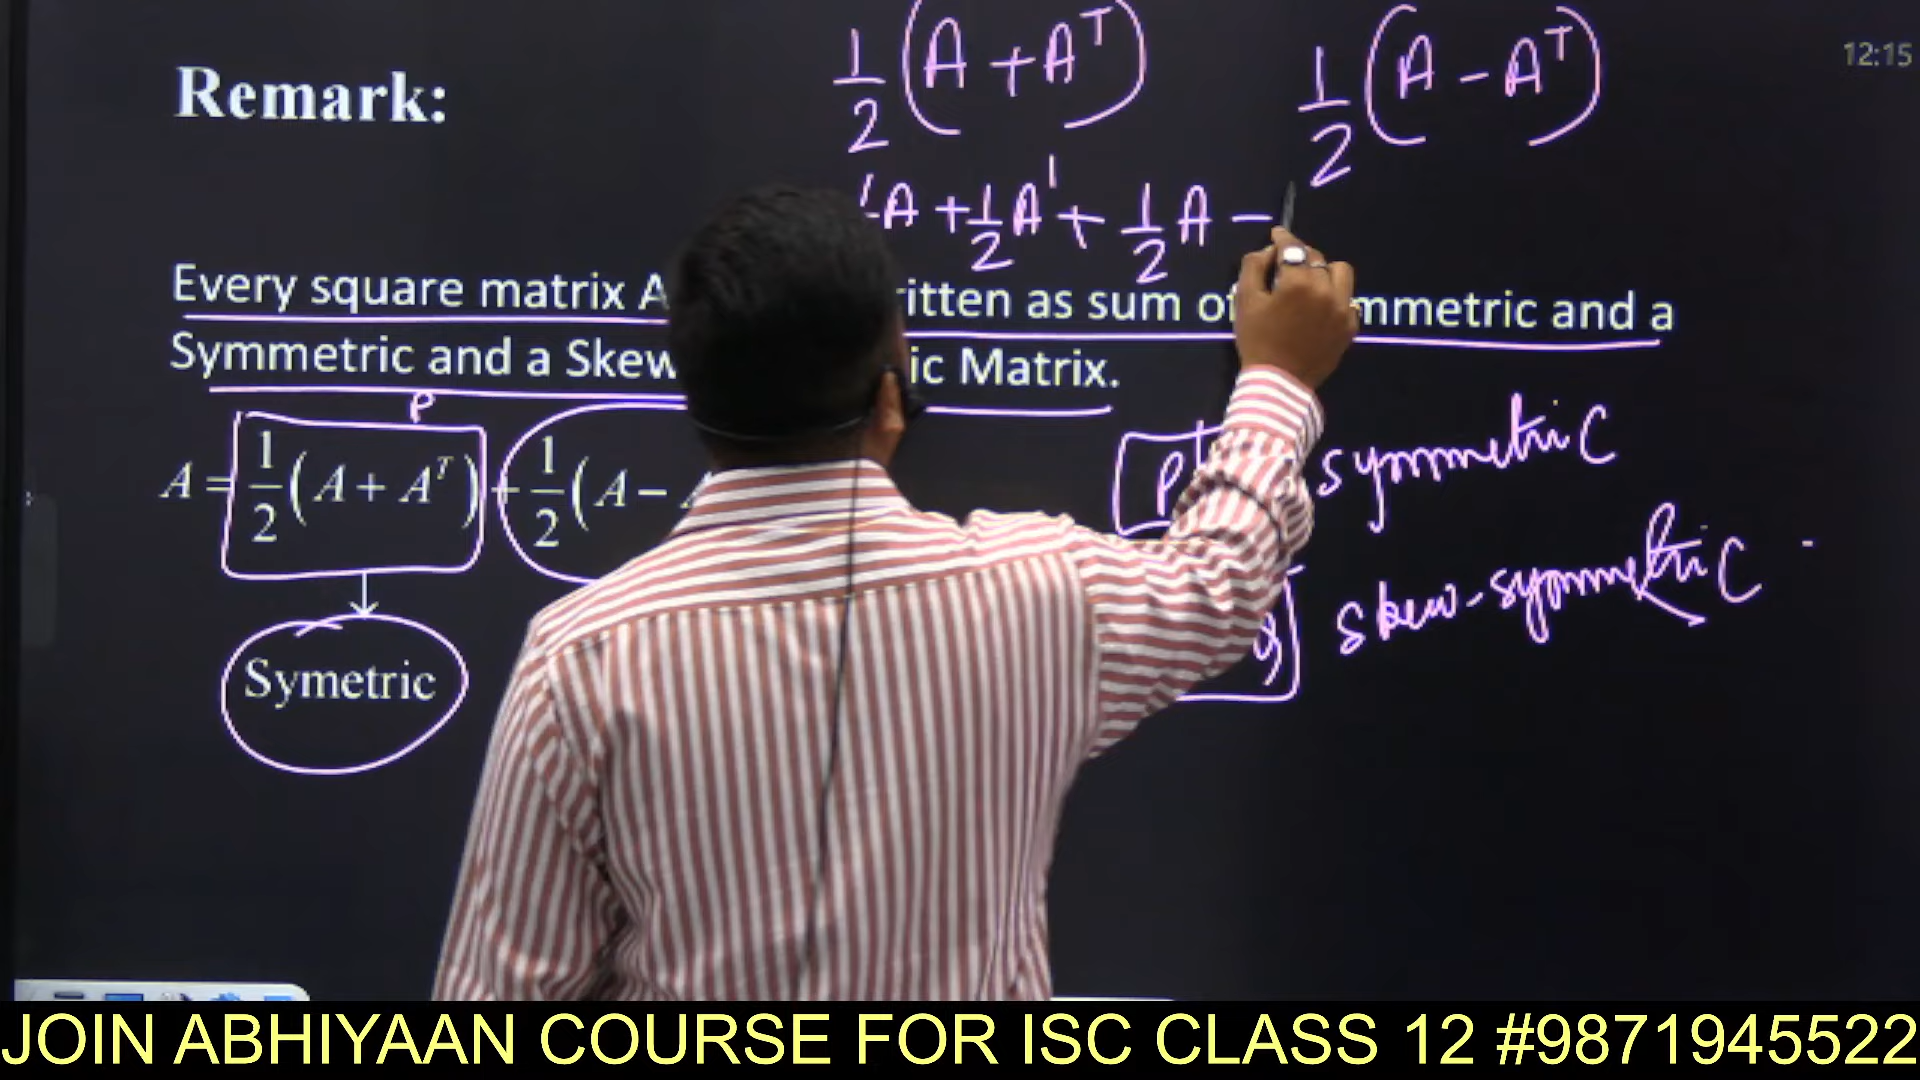 12:15
1/2 (A + A^T) 1/2 (A - A^T)
Remark:
A + 1/2 A' + 1/2 A -
Every square matrix A ritten as sum of mmetric and a
Symmetric and a Skew ic Matrix.
P
A = 1/2 (A + A^T) + 1/2 (A -
P' symmetric
skew-symmetric
Symetric
JOIN ABHIYAAN COURSE FOR ISC CLASS 12 #9871945522